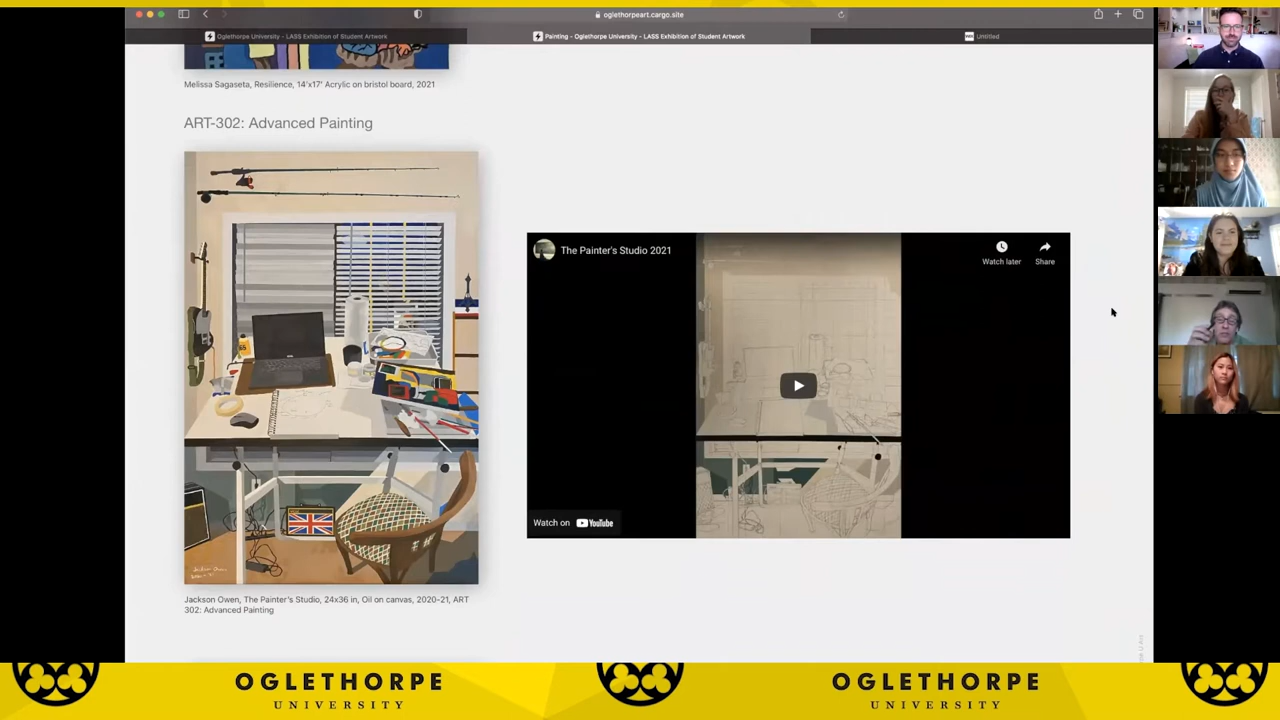 oglethorpeart.cargo.site
Oglethorpe University - LASS Exhibition of Student Artwork
Painting - Oglethorpe University - LASS Exhibition of Student Artwork
Untitled
Melissa Sagaseta, Resilience, 14'x17' Acrylic on bristol board, 2021
ART-302: Advanced Painting
The Painter's Studio 2021
Watch later
Share
Watch on YouTube
Jackson Owen, The Painter's Studio, 24x36 in, Oil on canvas, 2020-21, ART
302: Advanced Painting
OGLETHORPE
UNIVERSITY
OGLETHORPE
UNIVERSITY